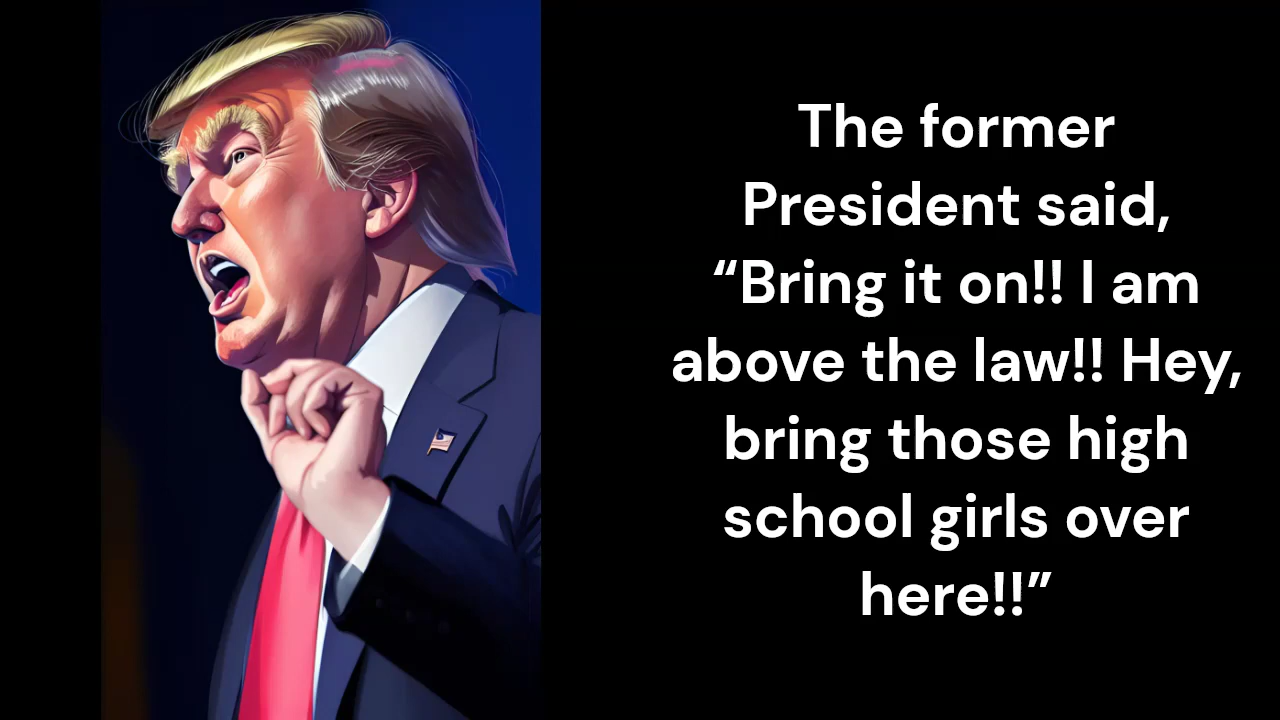 The former
President said,
“Bring it on!! I am
above the law!! Hey,
bring those high
school girls over
here!!”